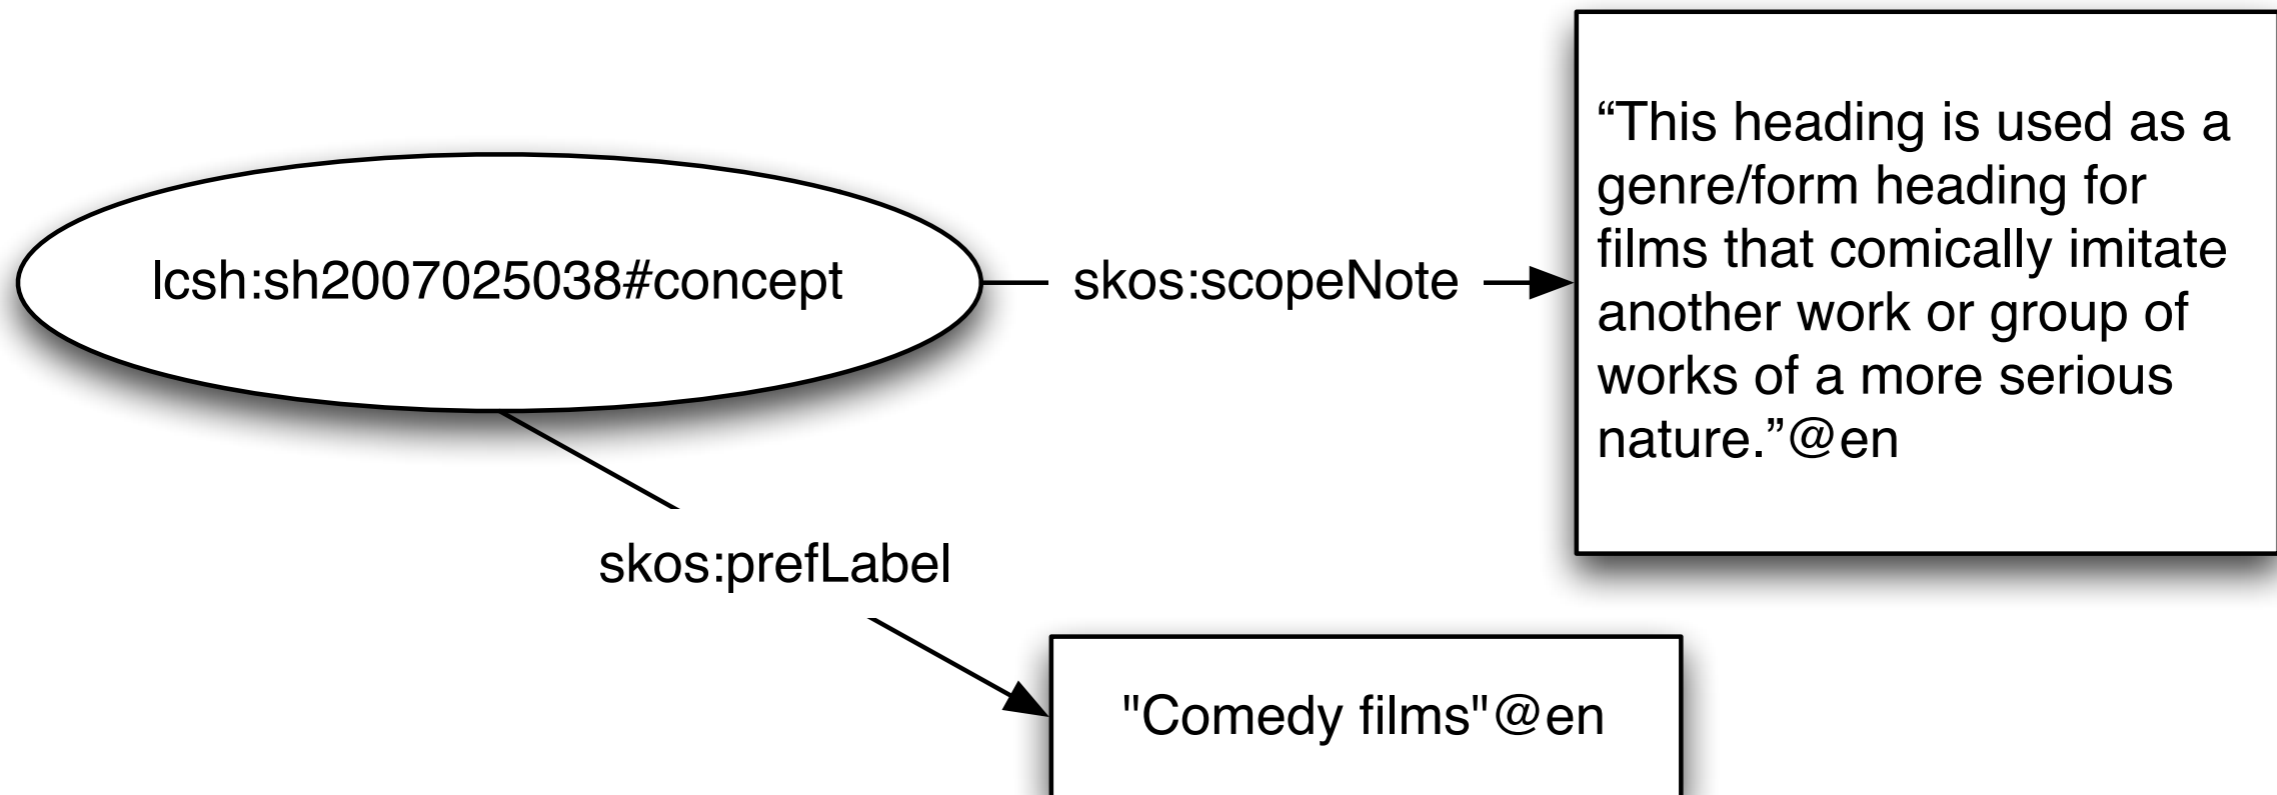 lcsh:sh2007025038#concept
skos:scopeNote
“This heading is used as a
genre/form heading for
films that comically imitate
another work or group of
works of a more serious
nature.”@en
skos:prefLabel
"Comedy films"@en